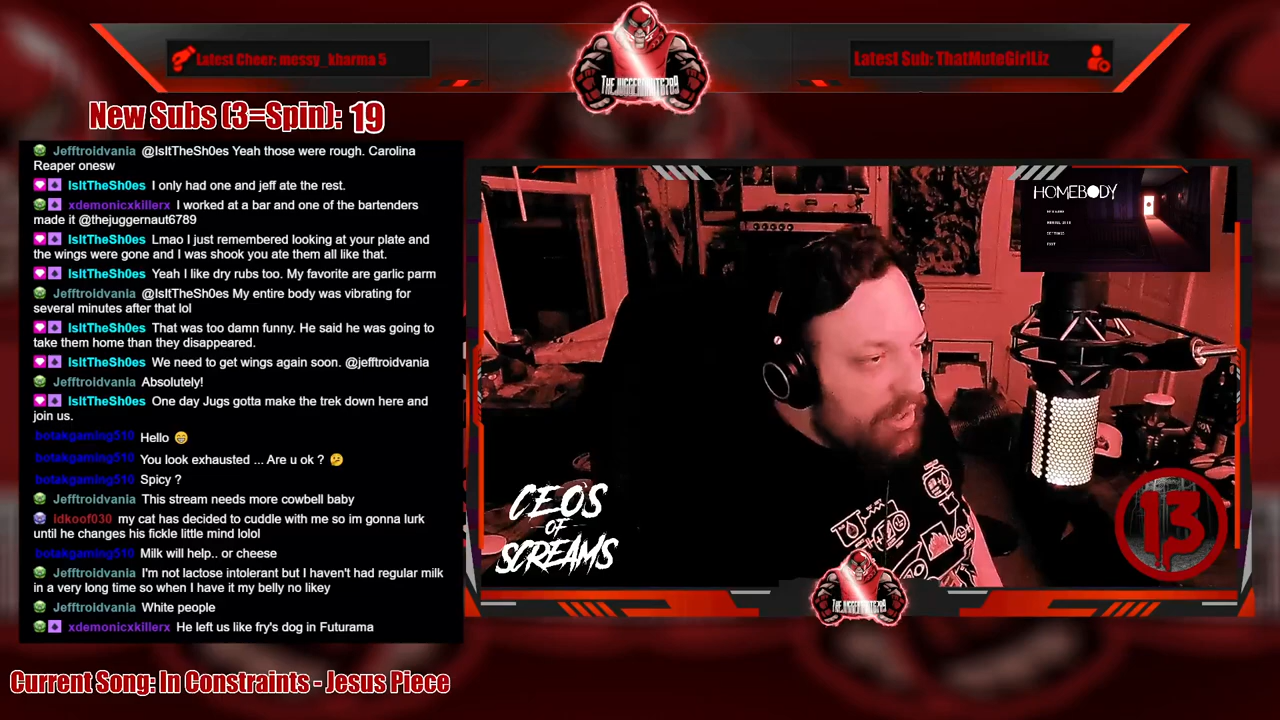 Latest Cheer: messy_kharma 5
THEJUGGERNAUT6789
Latest Sub: ThatMuteGirlLiz
New Subs (3=Spin): 19
Jefftroidvania @IsItTheSh0es Yeah those were rough. Carolina
Reaper onesw
IsItTheSh0es I only had one and jeff ate the rest.
xdemonicxkillerx I worked at a bar and one of the bartenders
made it @thejuggernaut6789
IsItTheSh0es Lmao I just remembered looking at your plate and
the wings were gone and I was shook you ate them all like that.
IsItTheSh0es Yeah I like dry rubs too. My favorite are garlic parm
Jefftroidvania @IsItTheSh0es My entire body was vibrating for
several minutes after that lol
IsItTheSh0es That was too damn funny. He said he was going to
take them home than they disappeared.
IsItTheSh0es We need to get wings again soon. @jefftroidvania
Jefftroidvania Absolutely!
IsItTheSh0es One day Jugs gotta make the trek down here and
join us.
botakgaming510 Hello 😁
botakgaming510 You look exhausted ... Are u ok ? 🤕
botakgaming510 Spicy ?
Jefftroidvania This stream needs more cowbell baby
idkoof030 my cat has decided to cuddle with me so im gonna lurk
until he changes his fickle little mind lolol
botakgaming510 Milk will help.. or cheese
Jefftroidvania I'm not lactose intolerant but I haven't had regular milk
in a very long time so when I have it my belly no likey
Jefftroidvania White people
xdemonicxkillerx He left us like fry's dog in Futurama
Current Song: In Constraints - Jesus Piece
HOMEBODY
CEOS
OF
SCREAMS
13
THEJUGGERNAUT6789